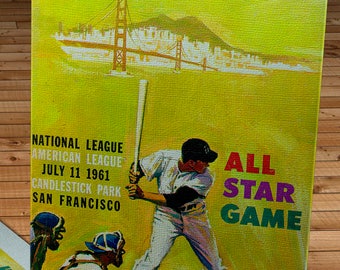 NATIONAL LEAGUE
AMERICAN LEAGUE
JULY 11 1961
CANDLESTICK PARK
SAN FRANCISCO
ALL
STAR
GAME